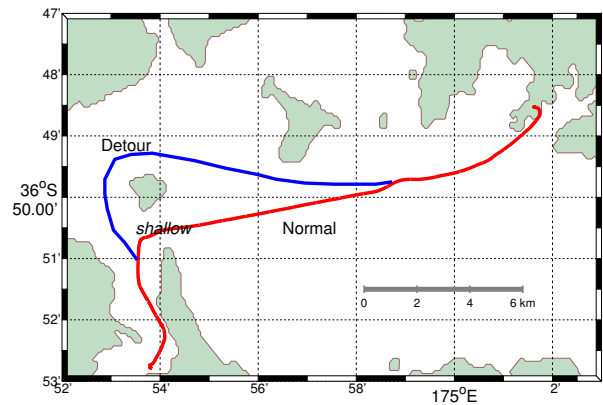 47'
48'
49'
Detour
36°S
50.00'
shallow
Normal
51'
0 2 4 6 km
52'
53'
52' 54' 56' 58' 175°E 2'